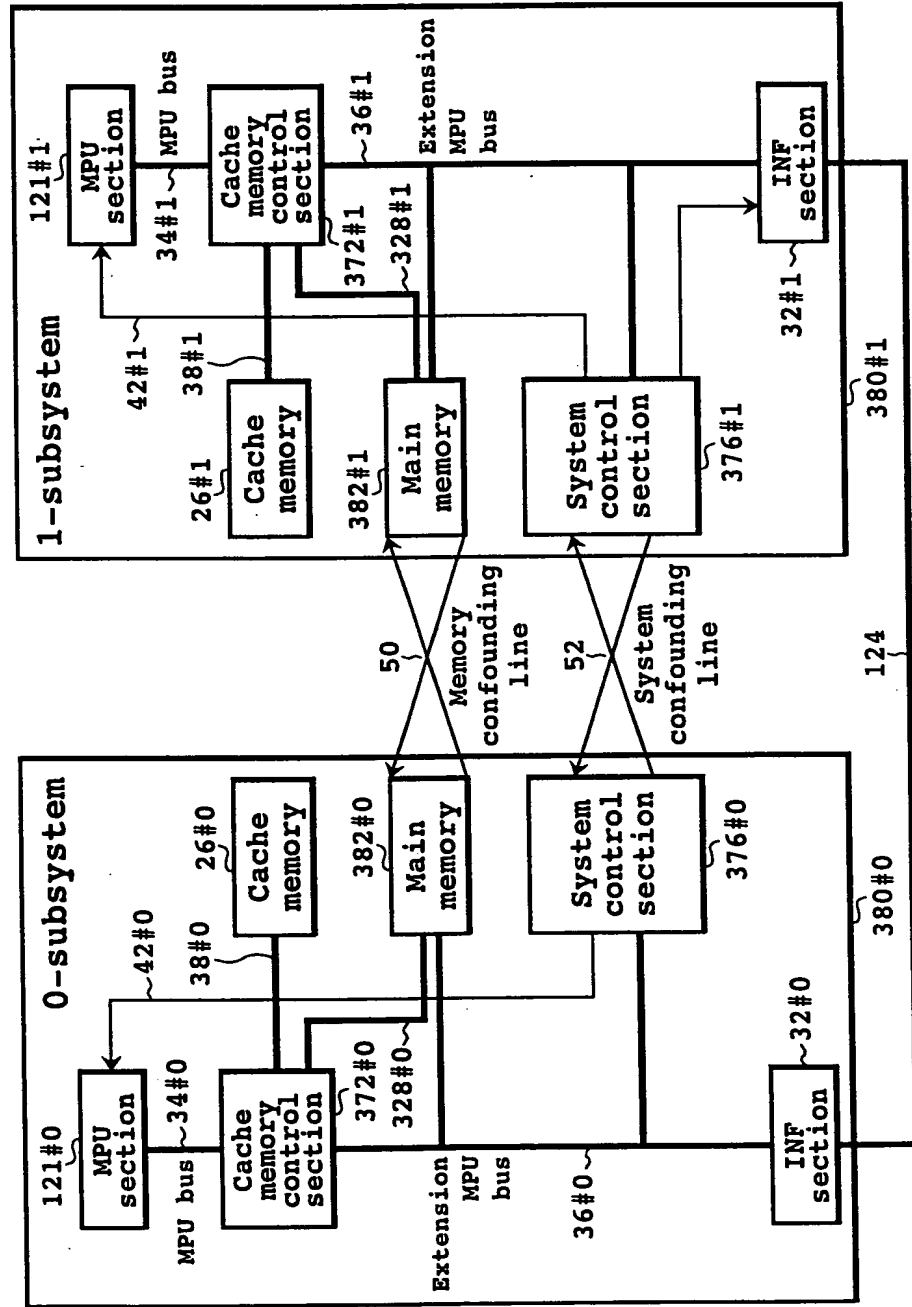 0-subsystem
121#0
MPU
section
42#0
MPU bus
34#0
38#0
26#0
Cache
memory
Cache
memory
control
section
372#0
328#0
382#0
Main
memory
Extension
MPU
bus
36#0
System
control
section
376#0
INF
section
32#0
380#0
50
Memory
confounding
line
52
System
confounding
line
124
1-subsystem
121#1
MPU
section
42#1
34#1
MPU bus
38#1
26#1
Cache
memory
Cache
memory
control
section
372#1
328#1
36#1
382#1
Main
memory
Extension
MPU
bus
System
control
section
376#1
INF
section
32#1
380#1